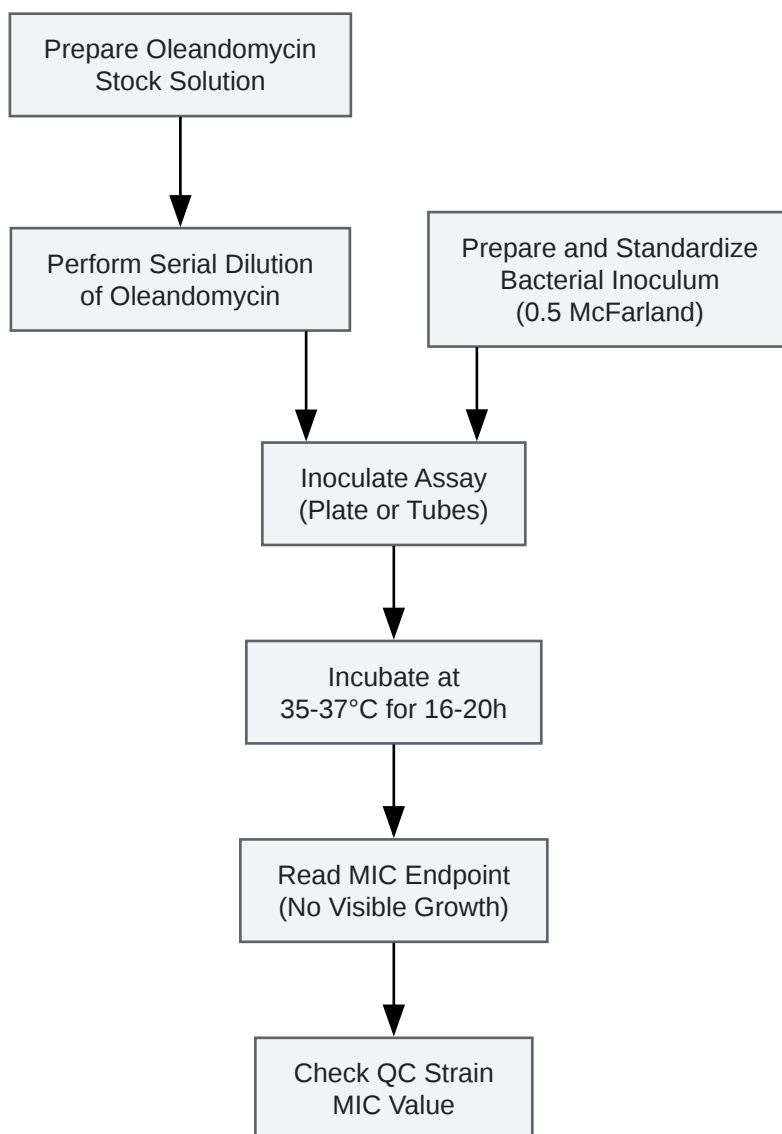 Prepare Oleandomycin
Stock Solution
Perform Serial Dilution
of Oleandomycin
Prepare and Standardize
Bacterial Inoculum
(0.5 McFarland)
Inoculate Assay
(Plate or Tubes)
Incubate at
35-37°C for 16-20h
Read MIC Endpoint
(No Visible Growth)
Check QC Strain
MIC Value